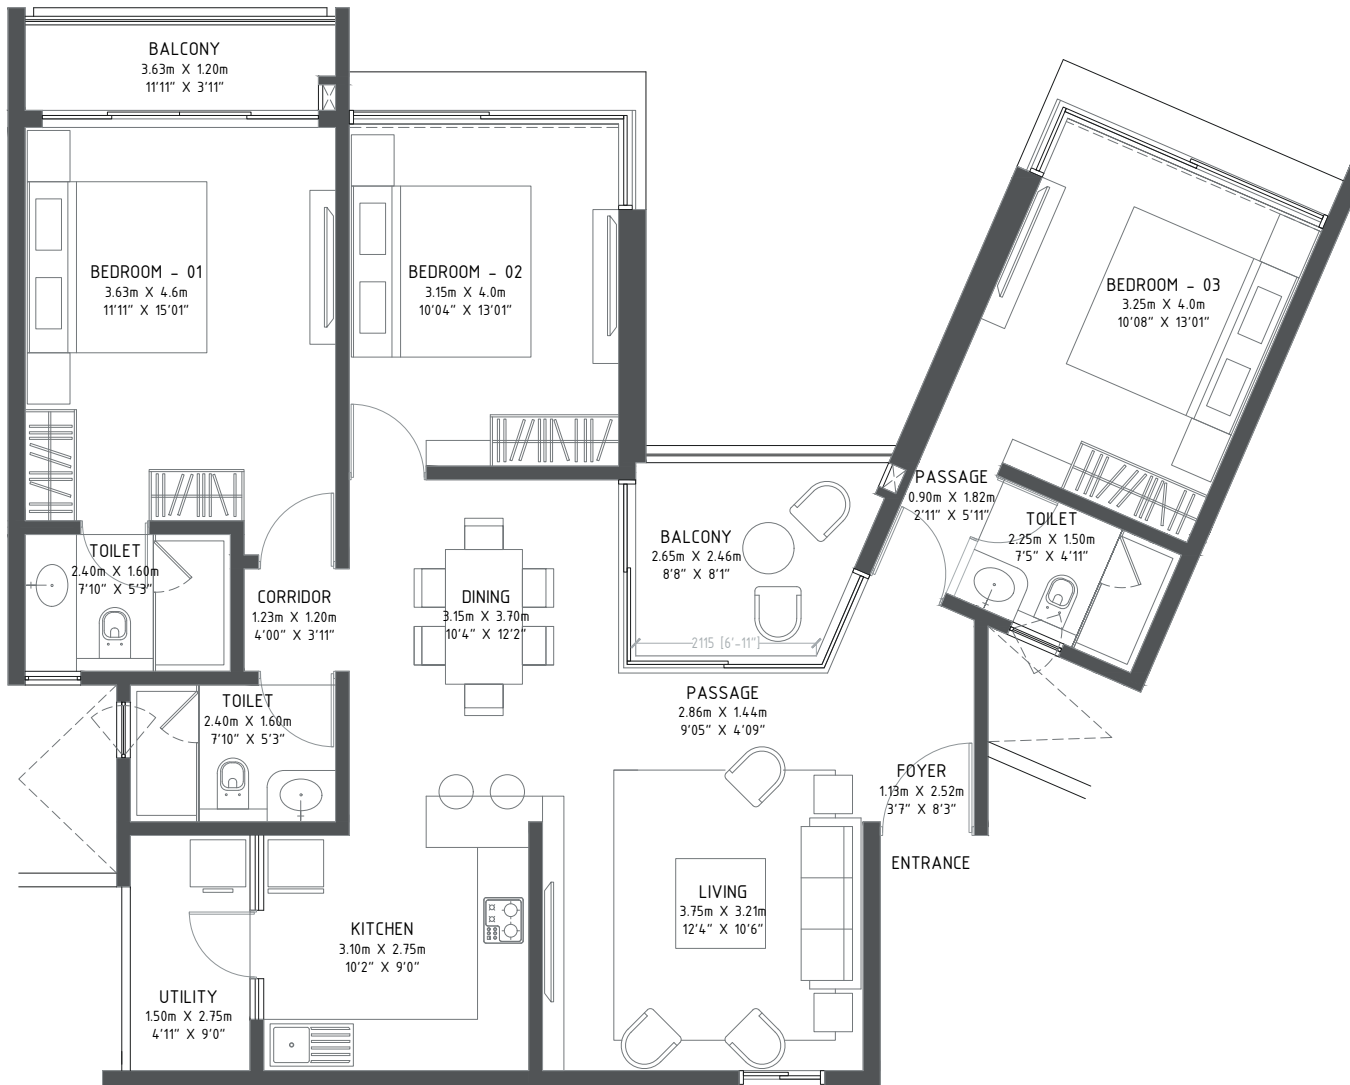 BALCONY
3.63m X 1.20m
11'11" X 3'11"
BEDROOM - 01
3.63m X 4.6m
11'11" X 15'01"
BEDROOM - 02
3.15m X 4.0m
10'04" X 13'01"
BEDROOM - 03
3.25m X 4.0m
10'08" X 13'01"
PASSAGE
0.90m X 1.82m
2'11" X 5'11"
TOILET
2.25m X 1.50m
7'5" X 4'11"
BALCONY
2.65m X 2.46m
8'8" X 8'1"
2115 [6'-11"]
TOILET
2.40m X 1.60m
7'10" X 5'3"
CORRIDOR
1.23m X 1.20m
4'00" X 3'11"
DINING
3.15m X 3.70m
10'4" X 12'2"
TOILET
2.40m X 1.60m
7'10" X 5'3"
PASSAGE
2.86m X 1.44m
9'05" X 4'09"
FOYER
1.13m X 2.52m
3'7" X 8'3"
ENTRANCE
LIVING
3.75m X 3.21m
12'4" X 10'6"
KITCHEN
3.10m X 2.75m
10'2" X 9'0"
UTILITY
1.50m X 2.75m
4'11" X 9'0"